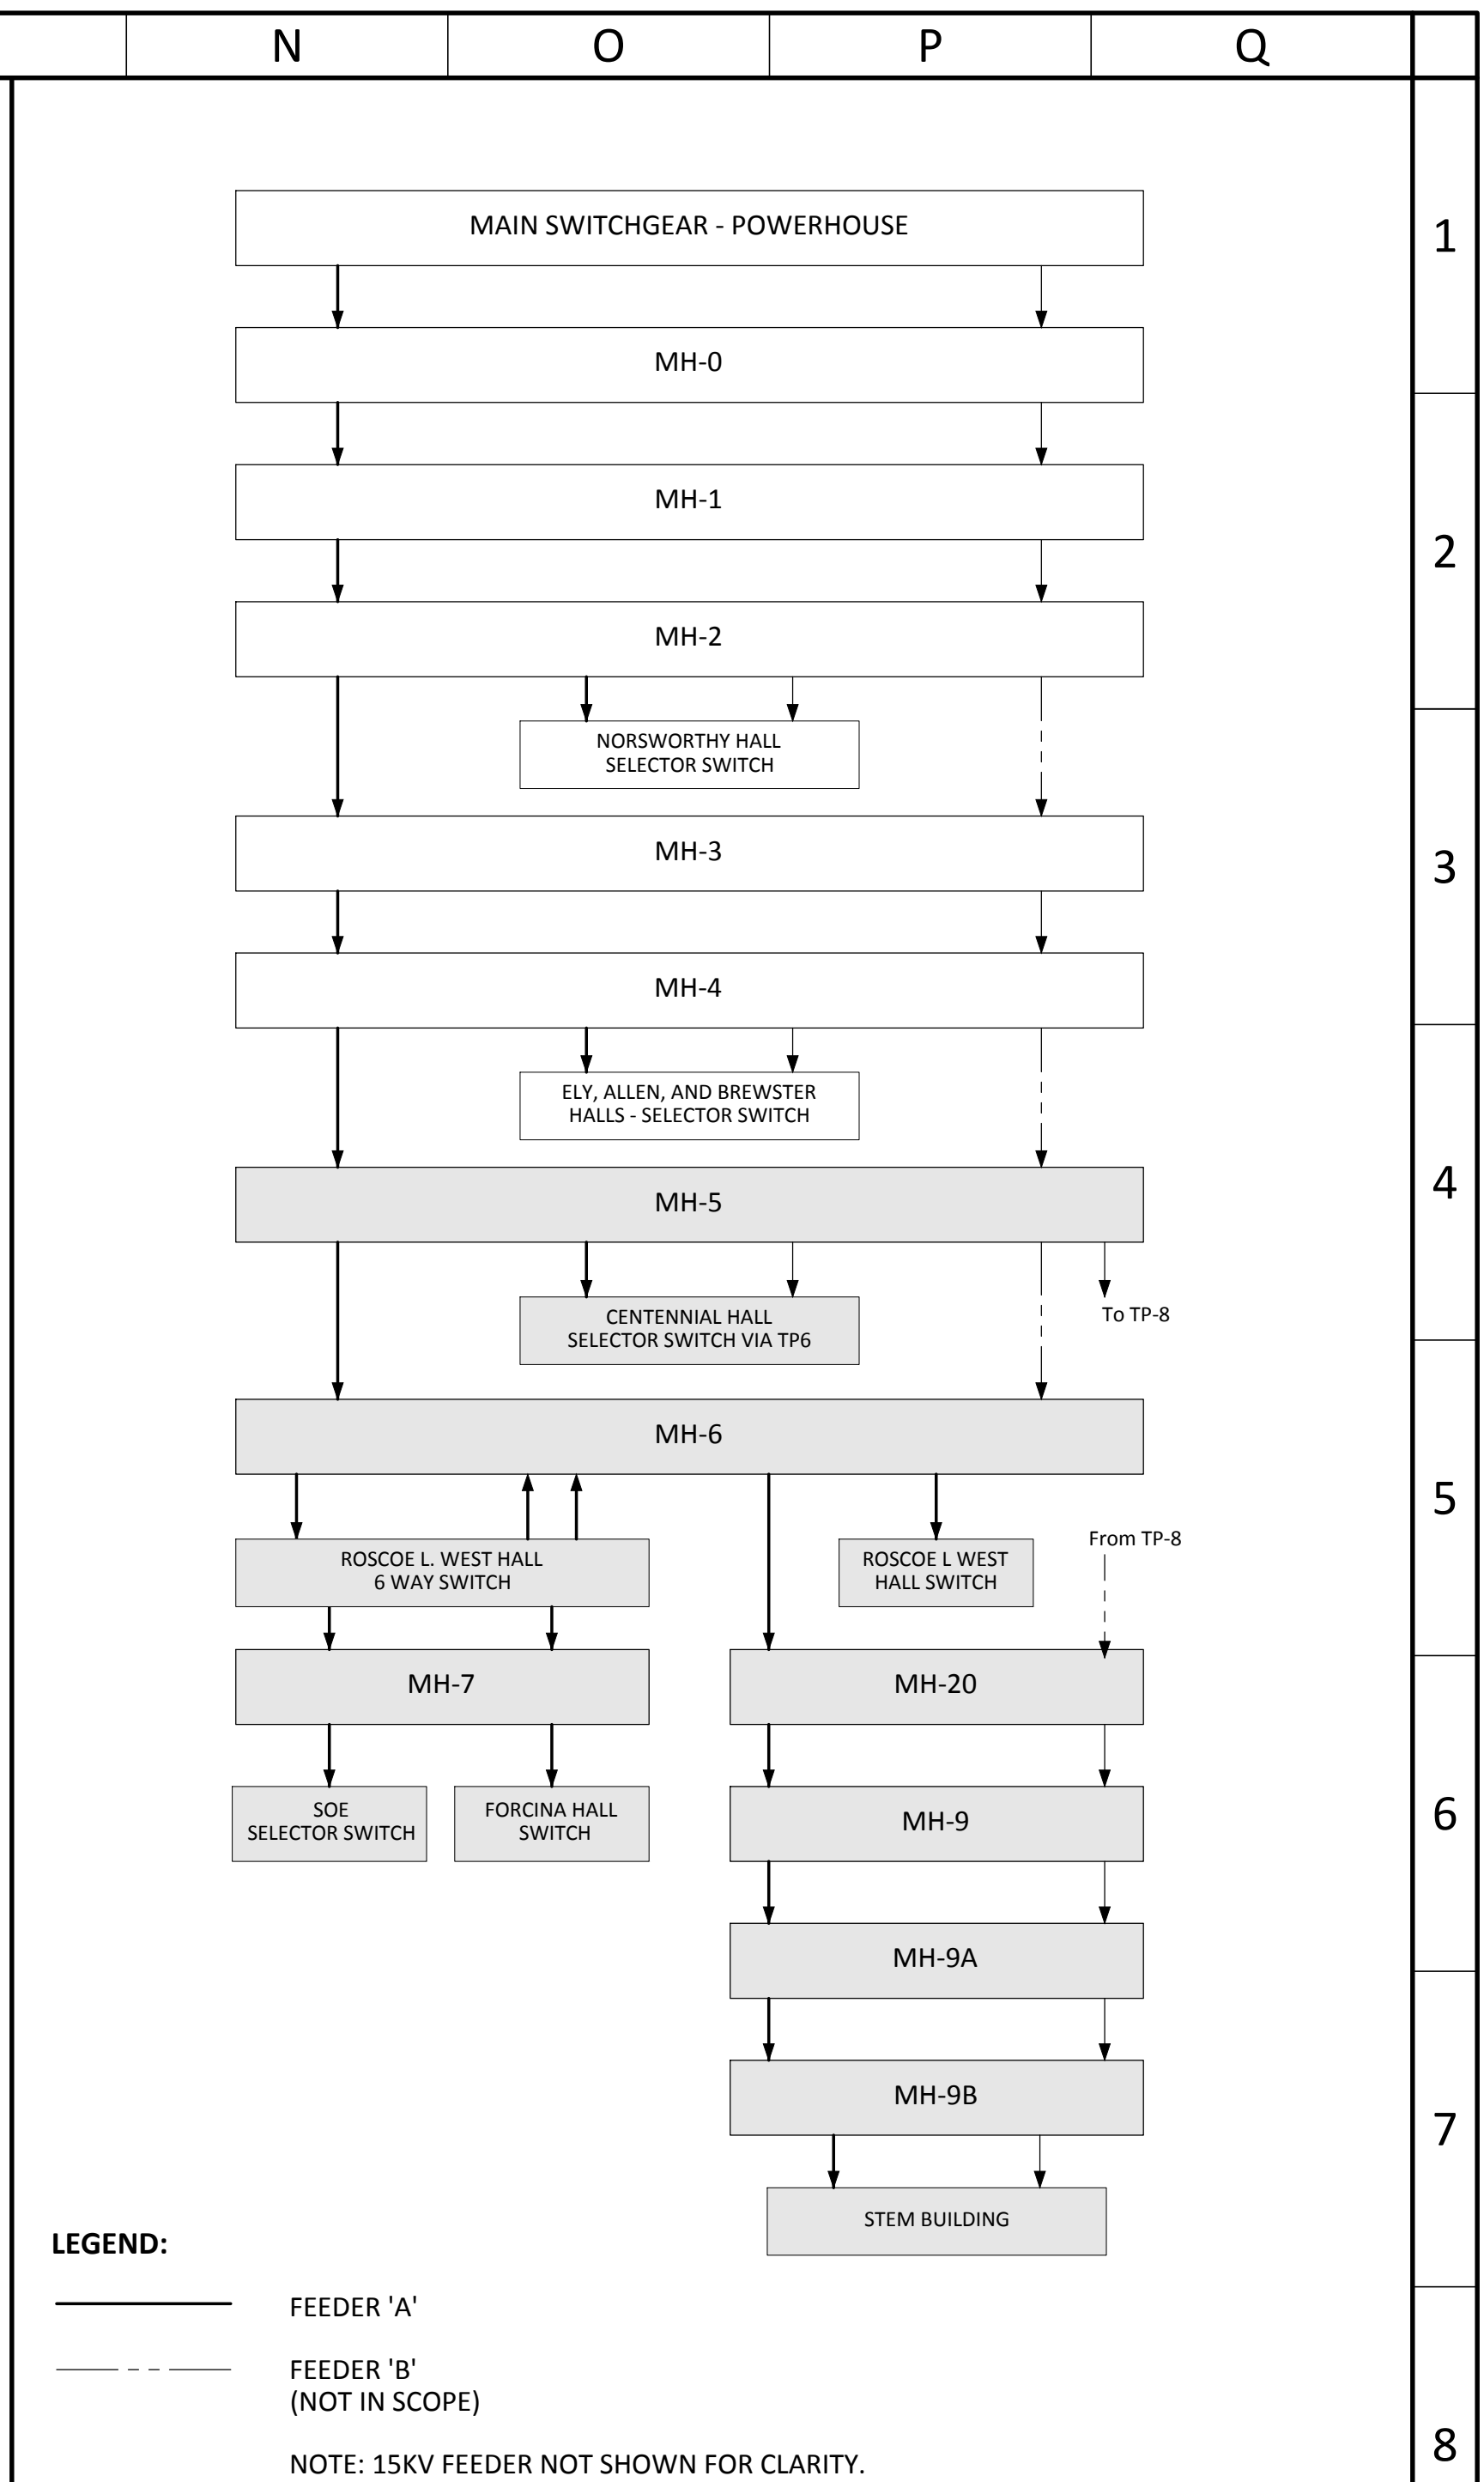 N O P Q
1
MAIN SWITCHGEAR - POWERHOUSE
MH-0
MH-1
2
MH-2
NORSWORTHY HALL
SELECTOR SWITCH
MH-3
3
MH-4
ELY, ALLEN, AND BREWSTER
HALLS - SELECTOR SWITCH
4
MH-5
CENTENNIAL HALL
SELECTOR SWITCH VIA TP6
To TP-8
MH-6
5
From TP-8
ROSCOE L. WEST HALL
6 WAY SWITCH
ROSCOE L WEST
HALL SWITCH
MH-7
MH-20
SOE
SELECTOR SWITCH
FORCINA HALL
SWITCH
MH-9
6
MH-9A
MH-9B
7
STEM BUILDING
LEGEND:
FEEDER 'A'
FEEDER 'B'
(NOT IN SCOPE)
8
NOTE: 15KV FEEDER NOT SHOWN FOR CLARITY.